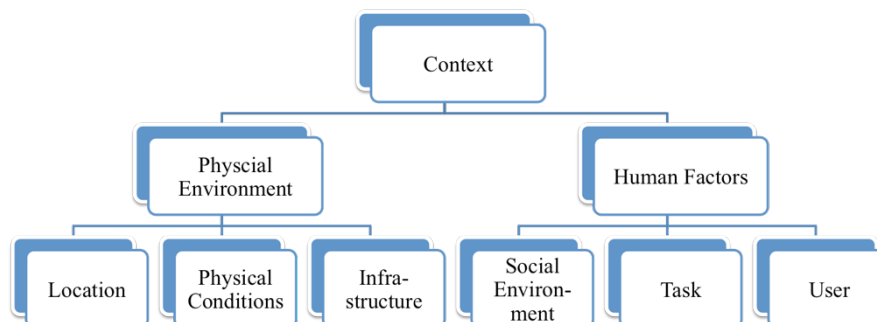 Context
Physcial
Environment
Human Factors
Location
Physical
Conditions
Infra-
structure
Social
Environ-
ment
Task
User